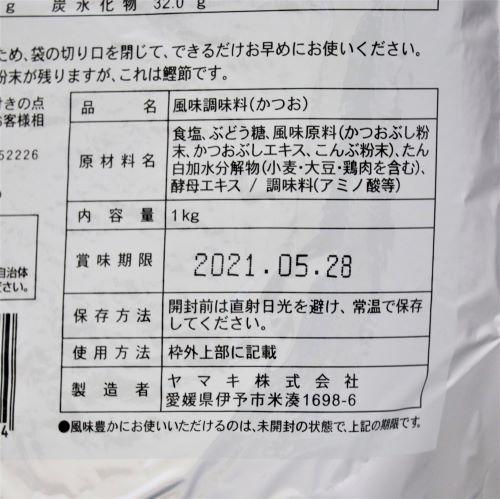 g 炭水化物 32.0 g
ため、袋の切り口を閉じて、できるだけお早めにお使いください。
粉末が残りますが、これは鰹節です。
きの点
お客様相
52226
自治体
ださい。
4
品名 風味調味料(かつお)
原材料名 食塩、ぶどう糖、風味原料(かつおぶし粉
末、かつおぶしエキス、こんぶ粉末)、たん
白加水分解物(小麦・大豆・鶏肉を含む)、
酵母エキス / 調味料(アミノ酸等)
内容量 1kg
賞味期限 2021.05.28
保存方法 開封前は直射日光を避け、常温で保存
してください。
使用方法 枠外上部に記載
製造者 ヤマキ株式会社
愛媛県伊予市米湊1698-6
●風味豊かにお使いいただけるのは、未開封の状態で、上記の期限です。